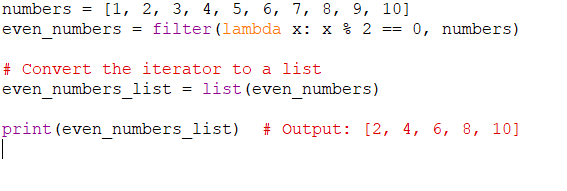 numbers = [1, 2, 3, 4, 5, 6, 7, 8, 9, 10]
even_numbers = filter(lambda x: x % 2 == 0, numbers)
# Convert the iterator to a list
even_numbers_list = list(even_numbers)
print(even_numbers_list)  # Output: [2, 4, 6, 8, 10]